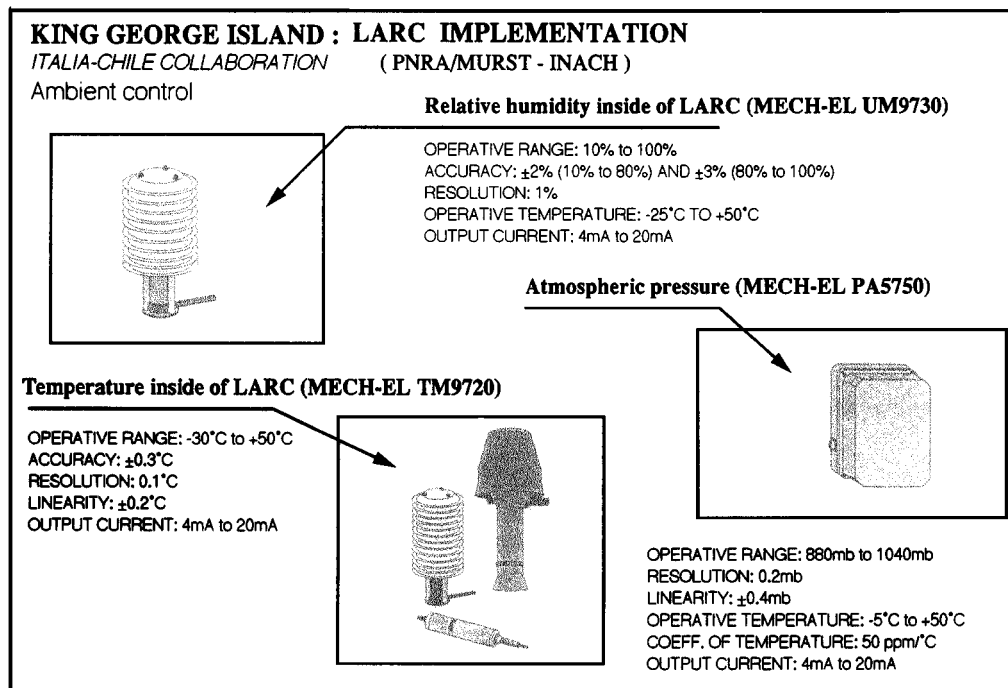 KING GEORGE ISLAND : LARC IMPLEMENTATION
ITALIA-CHILE COLLABORATION ( PNRA/MURST - INACH )
Ambient control
Relative humidity inside of LARC (MECH-EL UM9730)
OPERATIVE RANGE: 10% to 100%
ACCURACY: ±2% (10% to 80%) AND ±3% (80% to 100%)
RESOLUTION: 1%
OPERATIVE TEMPERATURE: -25°C TO +50°C
OUTPUT CURRENT: 4mA to 20mA
Atmospheric pressure (MECH-EL PA5750)
Temperature inside of LARC (MECH-EL TM9720)
OPERATIVE RANGE: -30°C to +50°C
ACCURACY: ±0.3°C
RESOLUTION: 0.1°C
LINEARITY: ±0.2°C
OUTPUT CURRENT: 4mA to 20mA
OPERATIVE RANGE: 880mb to 1040mb
RESOLUTION: 0.2mb
LINEARITY: ±0.4mb
OPERATIVE TEMPERATURE: -5°C to +50°C
COEFF. OF TEMPERATURE: 50 ppm/°C
OUTPUT CURRENT: 4mA to 20mA